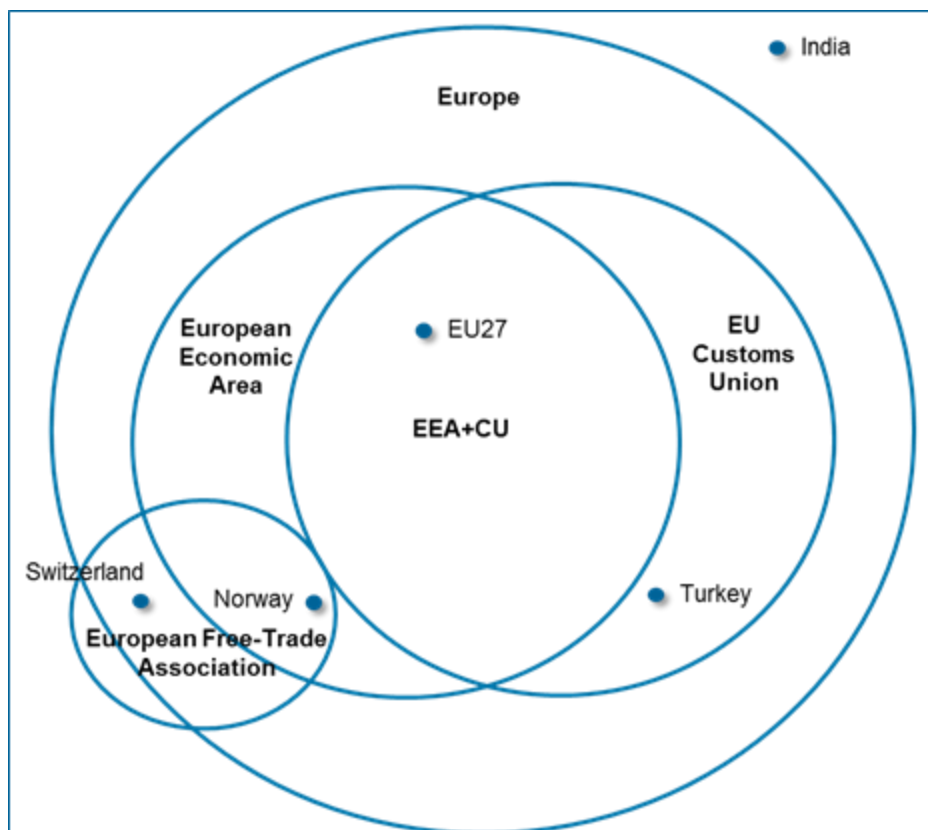 India
Europe
European
Economic
Area
EU27
EU
Customs
Union
EEA+CU
Switzerland
Norway
Turkey
European Free-Trade
Association